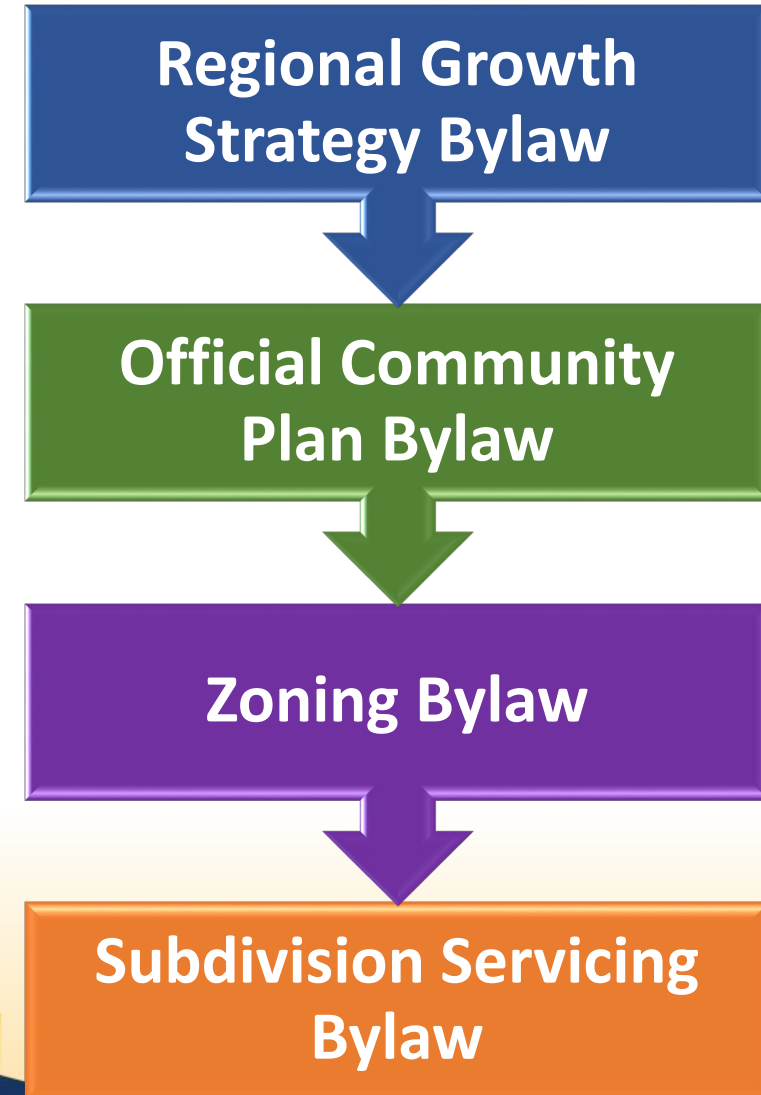 Regional Growth
Strategy Bylaw
Official Community
Plan Bylaw
Zoning Bylaw
Subdivision Servicing
Bylaw